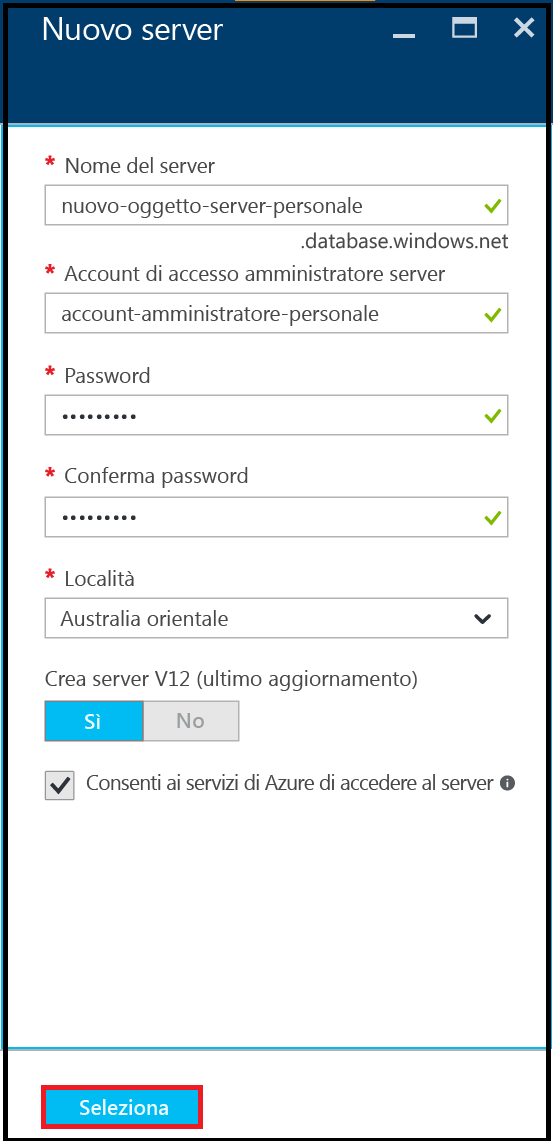 Nuovo server
* Nome del server
nuovo-oggetto-server-personale
.database.windows.net
* Account di accesso amministratore server
account-amministratore-personale
* Password
•••••••••
* Conferma password
•••••••••
* Località
Australia orientale
Crea server V12 (ultimo aggiornamento)
Sì No
Consenti ai servizi di Azure di accedere al server
Seleziona